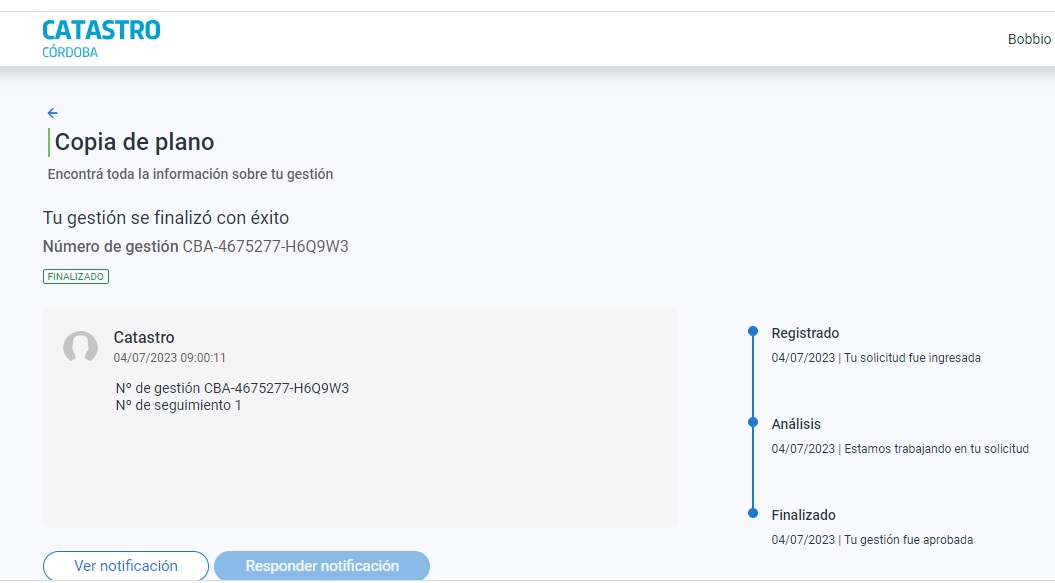 CATASTRO
CÓRDOBA
Bobbio
Copia de plano
Encontrá toda la información sobre tu gestión
Tu gestión se finalizó con éxito
Número de gestión CBA-4675277-H6Q9W3
FINALIZADO
Catastro
04/07/2023 09:00:11
Nº de gestión CBA-4675277-H6Q9W3
Nº de seguimiento 1
Ver notificación
Responder notificación
Registrado
04/07/2023 | Tu solicitud fue ingresada
Análisis
04/07/2023 | Estamos trabajando en tu solicitud
Finalizado
04/07/2023 | Tu gestión fue aprobada